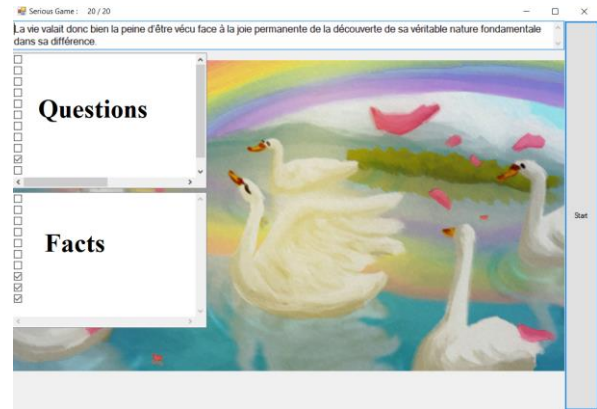 Serious Game : 20 / 20
La vie valait donc bien la peine d'être vécu face à la joie permanente de la découverte de sa véritable nature fondamentale
dans sa différence.
Questions
Start
Facts